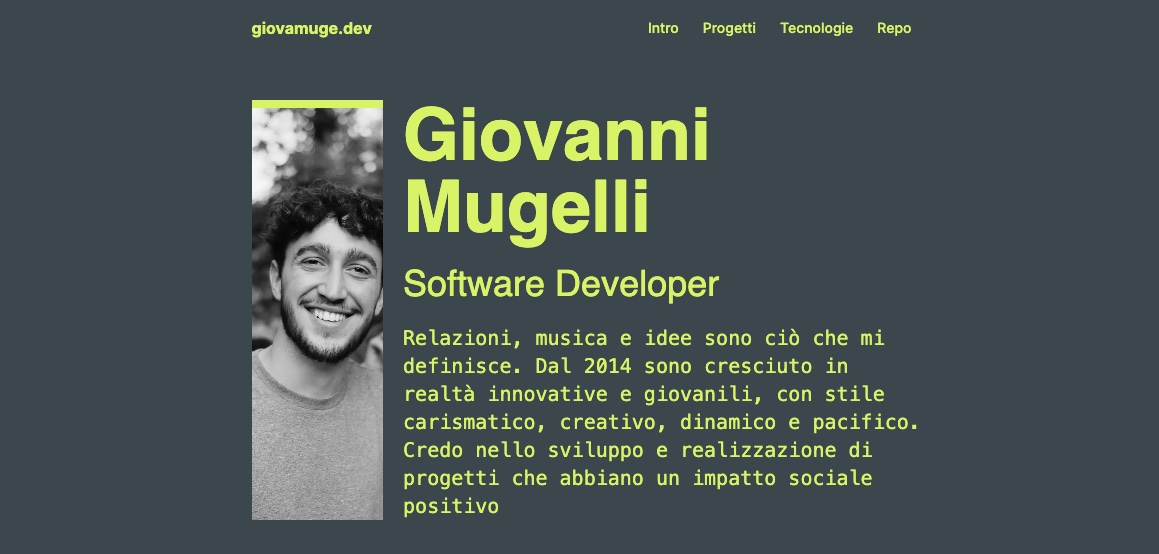 giovamuge.dev
Intro Progetti Tecnologie Repo
Giovanni
Mugelli
Software Developer
Relazioni, musica e idee sono ciò che mi
definisce. Dal 2014 sono cresciuto in
realtà innovative e giovanili, con stile
carismatico, creativo, dinamico e pacifico.
Credo nello sviluppo e realizzazione di
progetti che abbiano un impatto sociale
positivo